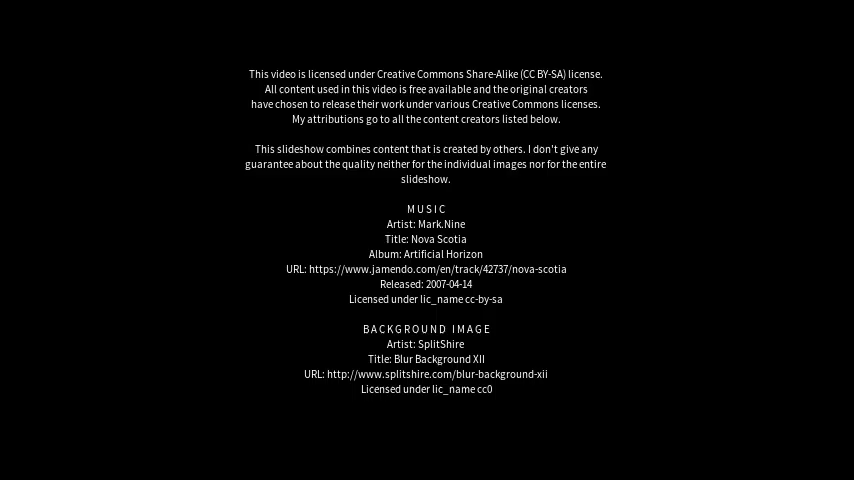 This video is licensed under Creative Commons Share-Alike (CC BY-SA) license.
All content used in this video is free available and the original creators
have chosen to release their work under various Creative Commons licenses.
My attributions go to all the content creators listed below.
This slideshow combines content that is created by others. I don't give any
guarantee about the quality neither for the individual images nor for the entire
slideshow.
MUSIC
Artist: Mark.Nine
Title: Nova Scotia
Album: Artificial Horizon
URL: https://www.jamendo.com/en/track/42737/nova-scotia
Released: 2007-04-14
Licensed under lic_name cc-by-sa
BACKGROUND IMAGE
Artist: SplitShire
Title: Blur Background XII
URL: http://www.splitshire.com/blur-background-xii
Licensed under lic_name cc0